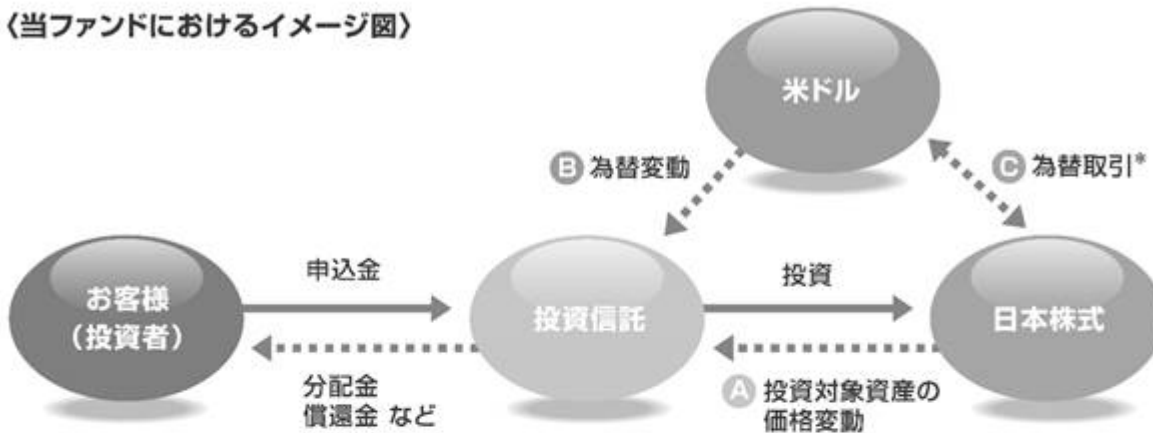 〈当ファンドにおけるイメージ図〉
米ドル
B 為替変動
C 為替取引*
お客様
(投資者)
申込金
投資信託
投資
日本株式
分配金
償還金 など
A 投資対象資産の
価格変動